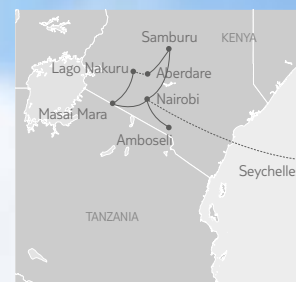 Samburu
KENYA
Lago Nakuru
Aberdare
Nairobi
Masai Mara
Amboseli
Seychelle
TANZANIA